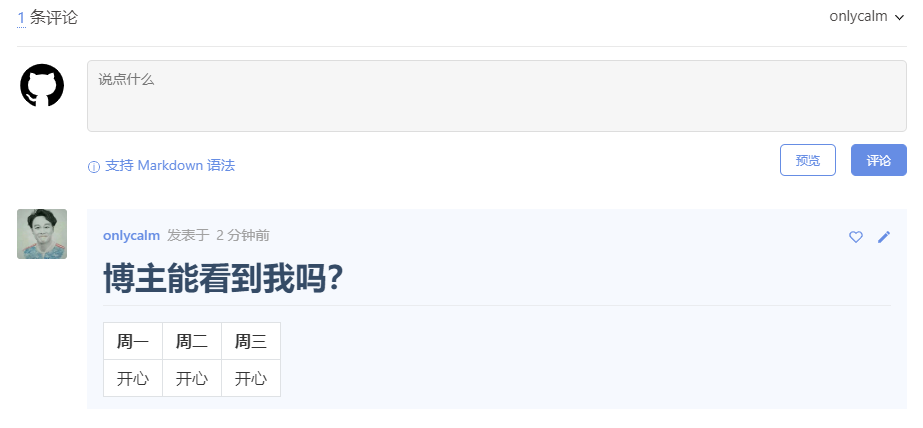 1 条评论
onlycalm
说点什么
支持 Markdown 语法
预览
评论
onlycalm 发表于 2 分钟前
博主能看到我吗?
周一 周二 周三
开心 开心 开心